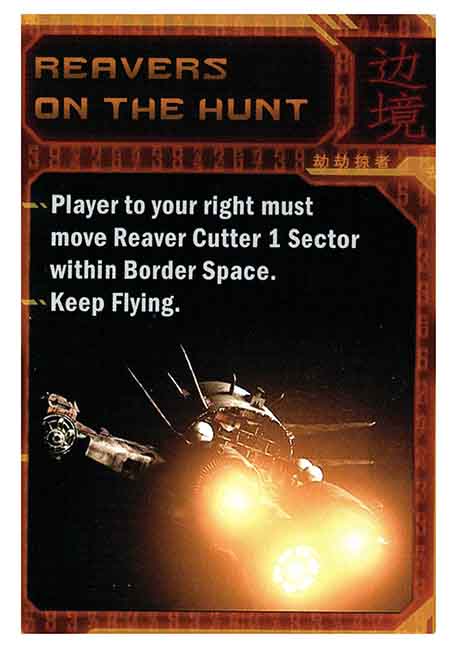 REAVERS
ON THE HUNT
边境
劫劫掠者
Player to your right must
move Reaver Cutter 1 Sector
within Border Space.
Keep Flying.